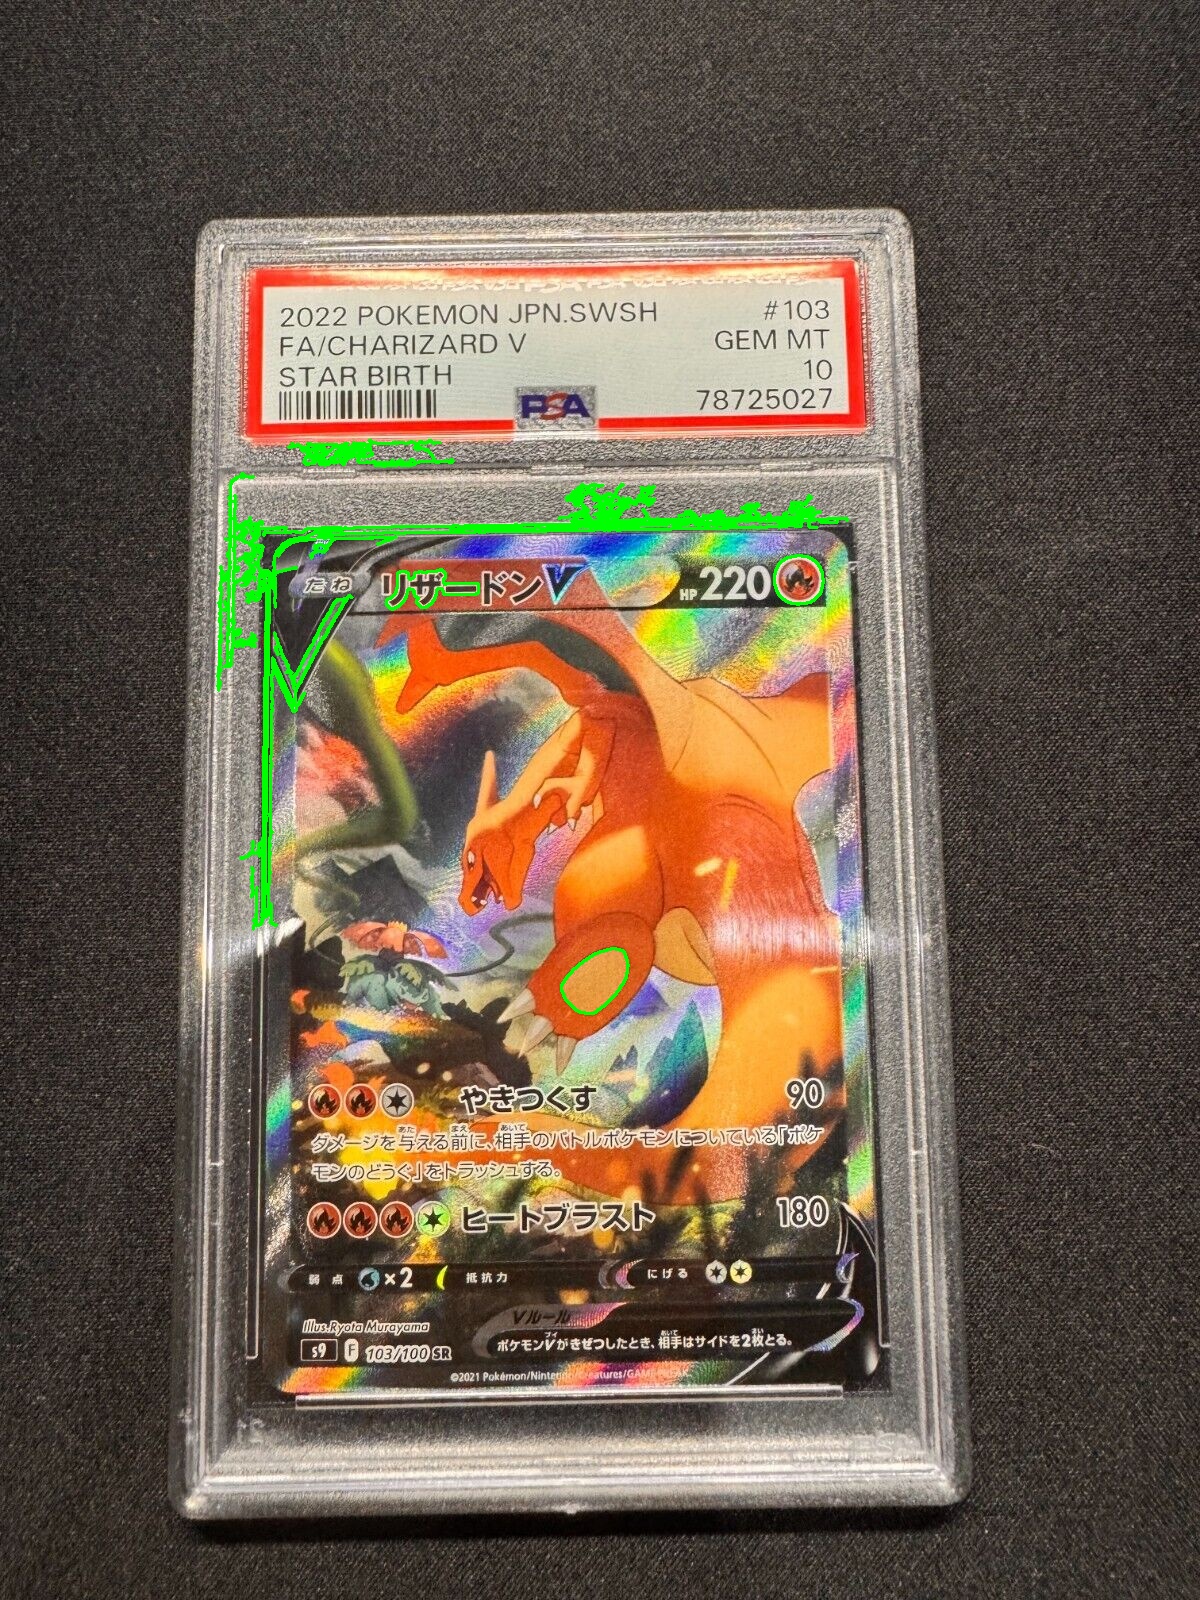 2022 POKEMON JPN.SWSH #103
FA/CHARIZARD V GEM MT
STAR BIRTH 10
PSA 78725027
たね リザードンV HP 220
やきつくす 90
ダメージを与える前に、相手のバトルポケモンについている「ポケ
モンのどうぐ」をトラッシュする。
ヒートブラスト 180
弱点 ×2 抵抗力 にげる
Vルール
ポケモンVがきぜつしたとき、相手はサイドを2枚とる。
Illus.Ryota Murayama
s9 F 103/100 SR
©2021 Pokémon/Nintendo/Creatures/GAME FREAK.